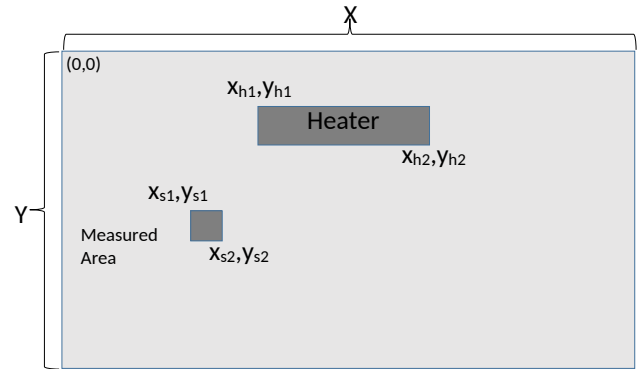 X
(0,0)
xh1,yh1
Heater
xh2,yh2
xs1,ys1
Y
Measured
Area
xs2,ys2